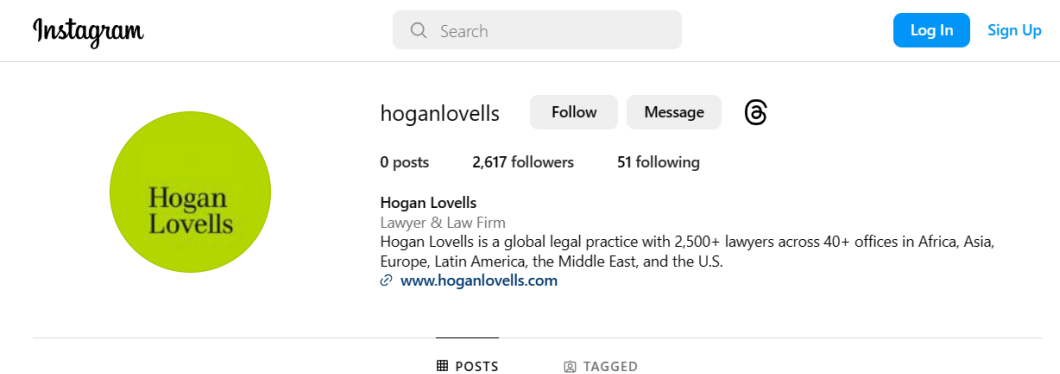 Instagram
Search
Log In
Sign Up
hoganlovells
Follow
Message
0 posts
2,617 followers
51 following
Hogan
Lovells
Hogan Lovells
Lawyer & Law Firm
Hogan Lovells is a global legal practice with 2,500+ lawyers across 40+ offices in Africa, Asia,
Europe, Latin America, the Middle East, and the U.S.
www.hoganlovells.com
POSTS
TAGGED